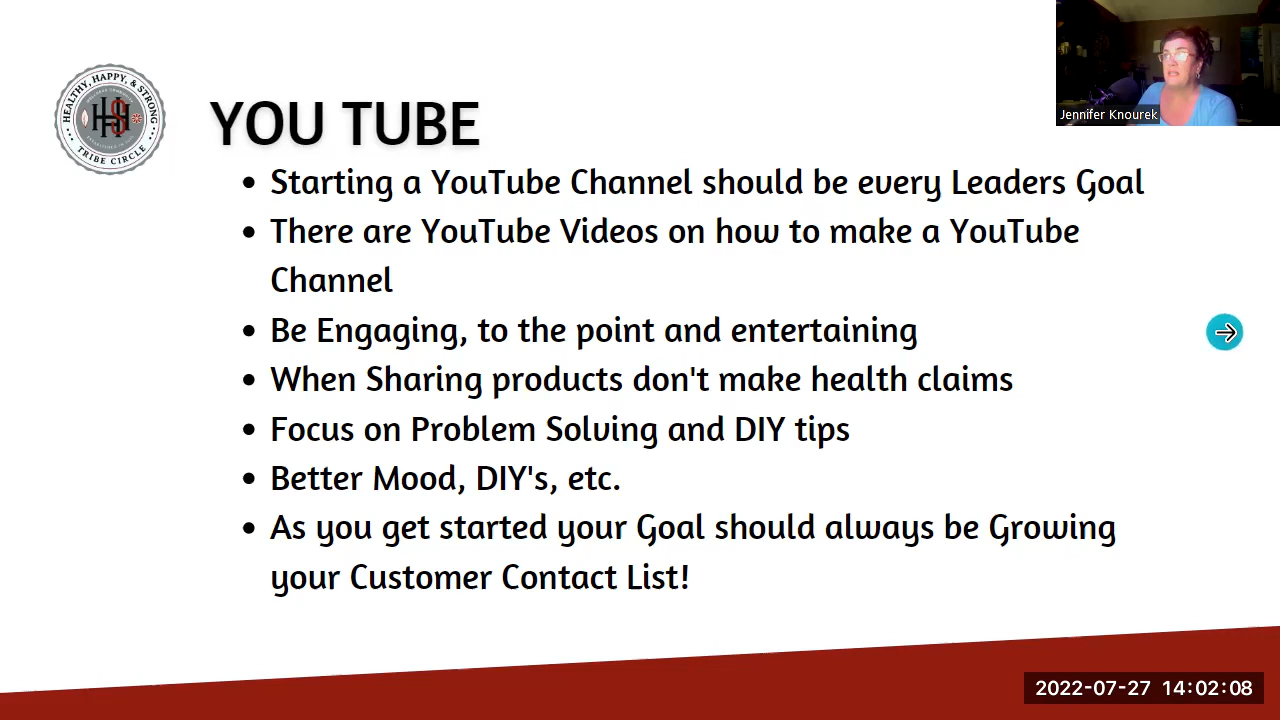 HEALTHY, HAPPY, & STRONG
TRIBE CIRCLE
YOU TUBE
• Starting a YouTube Channel should be every Leaders Goal
• There are YouTube Videos on how to make a YouTube
Channel
• Be Engaging, to the point and entertaining
• When Sharing products don't make health claims
• Focus on Problem Solving and DIY tips
• Better Mood, DIY's, etc.
• As you get started your Goal should always be Growing
your Customer Contact List!
Jennifer Knourek
2022-07-27 14:02:08